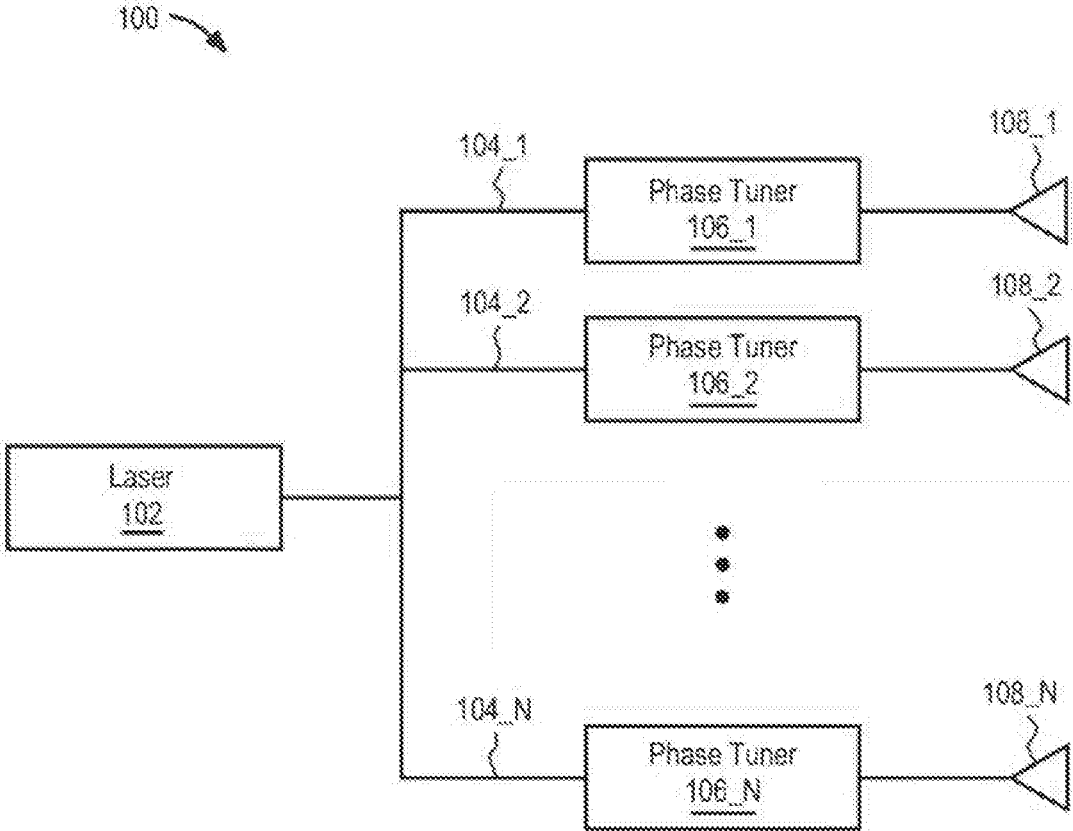 100
104_1
Phase Tuner
106_1
108_1
104_2
Phase Tuner
106_2
108_2
Laser
102
104_N
Phase Tuner
106_N
108_N